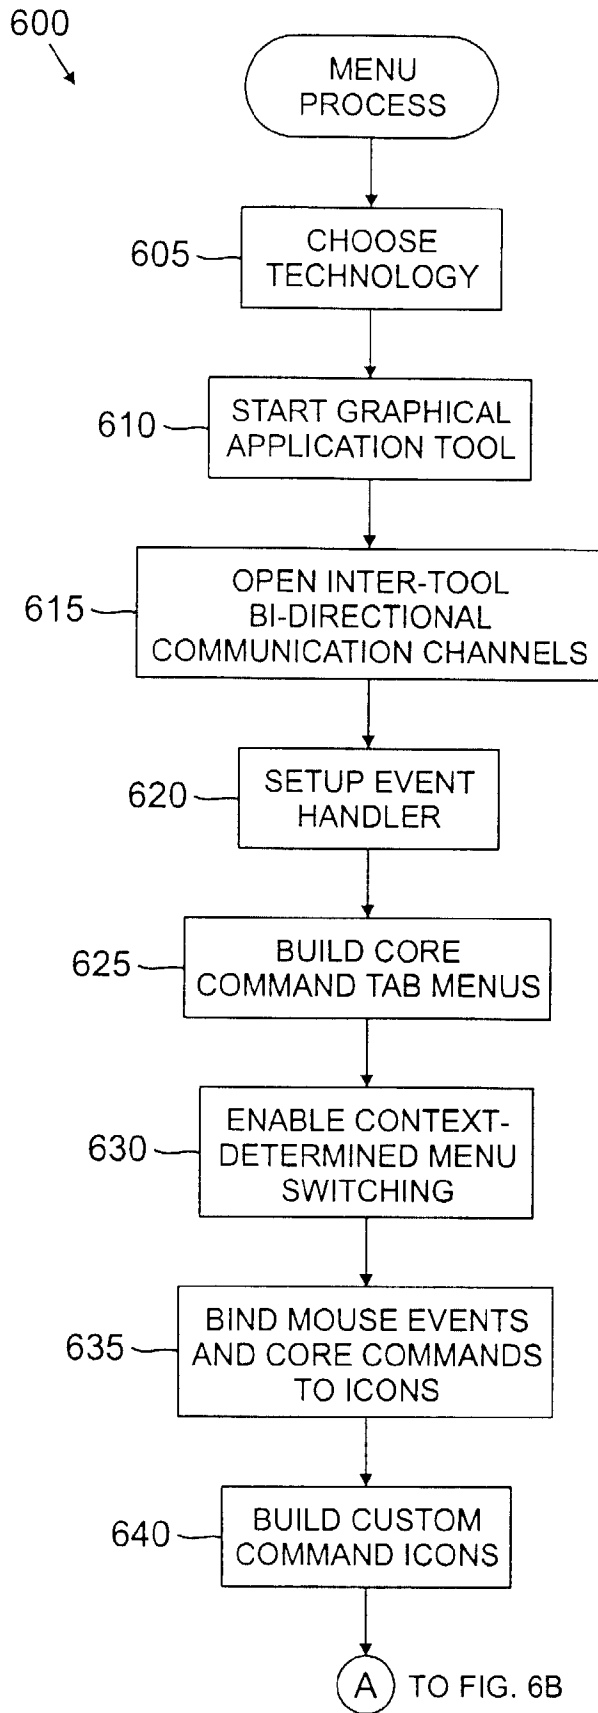 600
MENU
PROCESS
605
CHOOSE
TECHNOLOGY
610
START GRAPHICAL
APPLICATION TOOL
615
OPEN INTER-TOOL
BI-DIRECTIONAL
COMMUNICATION CHANNELS
620
SETUP EVENT
HANDLER
625
BUILD CORE
COMMAND TAB MENUS
630
ENABLE CONTEXT-
DETERMINED MENU
SWITCHING
635
BIND MOUSE EVENTS
AND CORE COMMANDS
TO ICONS
640
BUILD CUSTOM
COMMAND ICONS
A TO FIG. 6B